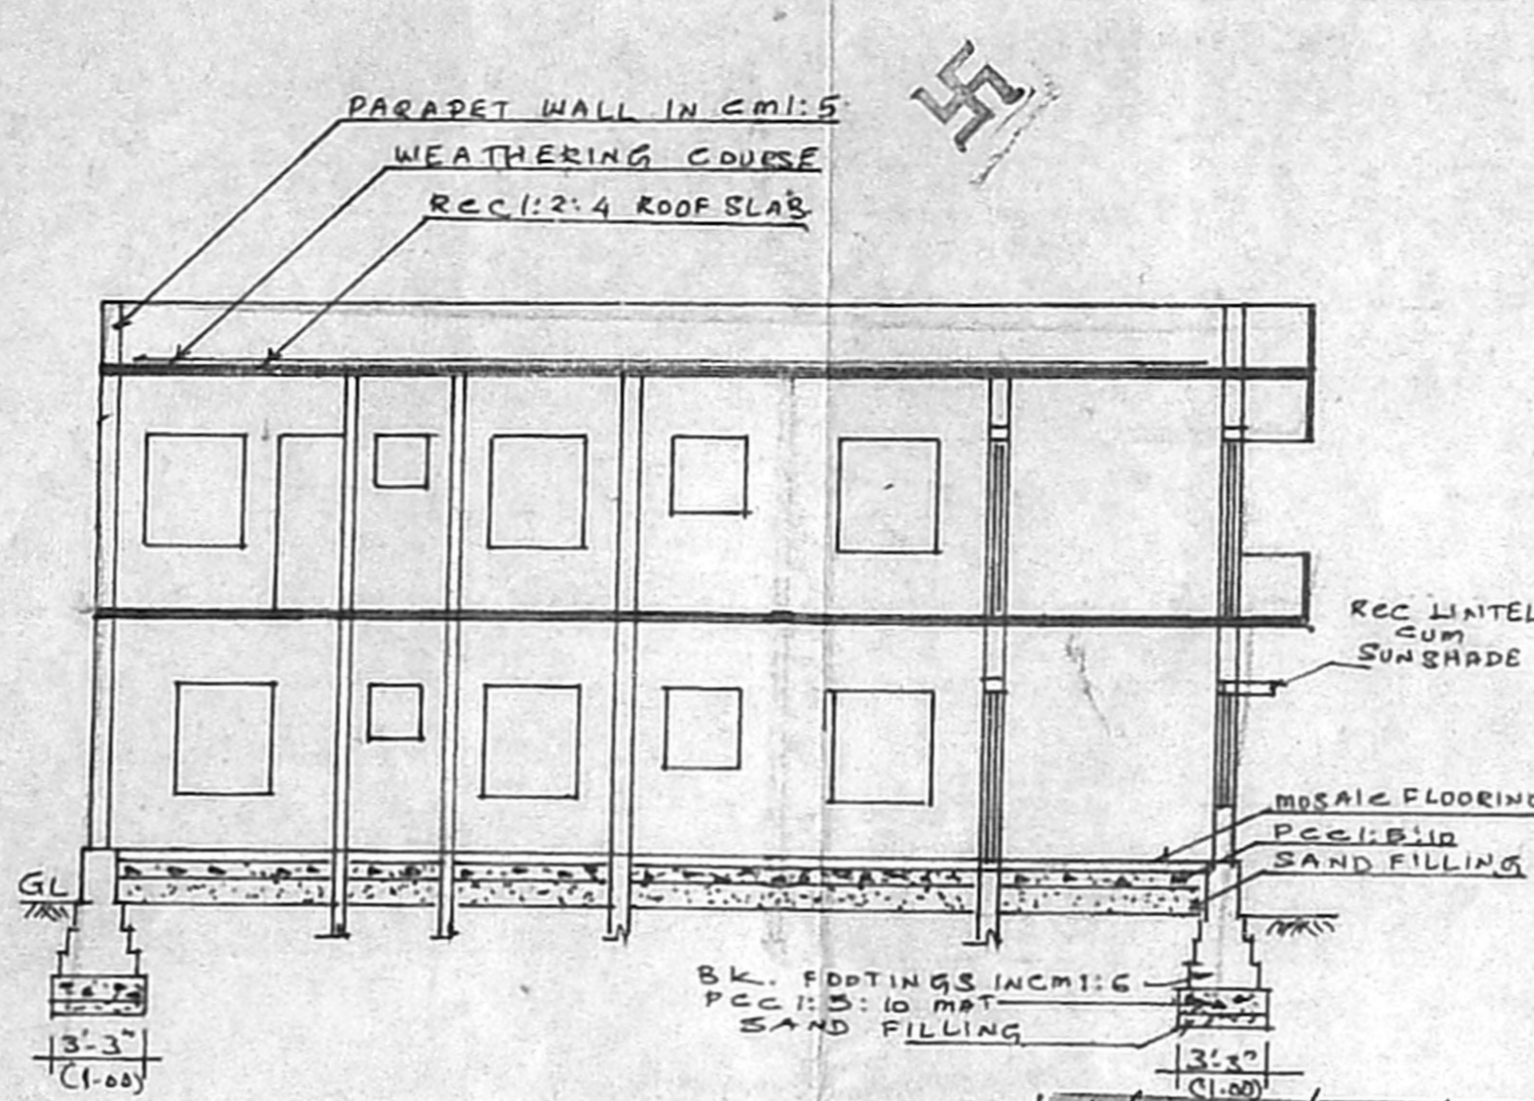 PARAPET WALL IN CM1:5
WEATHERING COURSE
RCC1:2:4 ROOF SLAB
RCC LINTEL
CUM
SUNSHADE
MOSAIC FLOORING
PCC1:5:10
SAND FILLING
GL
BK. FOOTINGS IN CM1:6
PCC 1:5:10 MAT
SAND FILLING
3'-3"
(1.00)
3'-3"
(1.00)